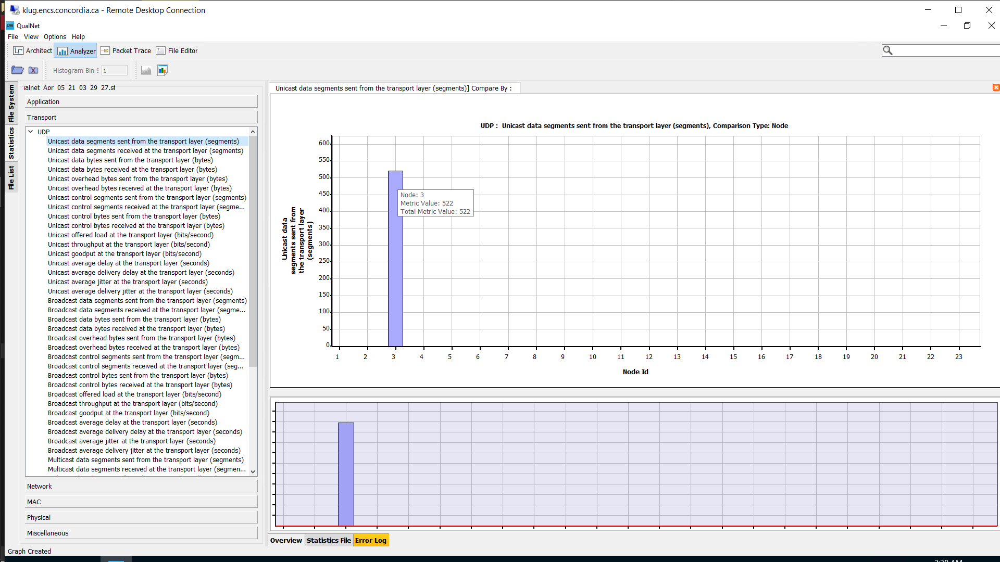 klug.encs.concordia.ca - Remote Desktop Connection
QN QualNet
File View Options Help
Architect Analyzer Packet Trace File Editor
Histogram Bin S 1
File System
Statistics
File List
alnet Apr 05 21 03 29 27.st
Application
Transport
UDP
Unicast data segments sent from the transport layer (segments)
Unicast data segments received at the transport layer (segments)
Unicast data bytes sent from the transport layer (bytes)
Unicast data bytes received at the transport layer (bytes)
Unicast overhead bytes sent from the transport layer (bytes)
Unicast overhead bytes received at the transport layer (bytes)
Unicast control segments sent from the transport layer (segments)
Unicast control segments received at the transport layer (segme...
Unicast control bytes sent from the transport layer (bytes)
Unicast control bytes received at the transport layer (bytes)
Unicast offered load at the transport layer (bits/second)
Unicast throughput at the transport layer (bits/second)
Unicast goodput at the transport layer (bits/second)
Unicast average delay at the transport layer (seconds)
Unicast average delivery delay at the transport layer (seconds)
Unicast average jitter at the transport layer (seconds)
Unicast average delivery jitter at the transport layer (seconds)
Broadcast data segments sent from the transport layer (segments)
Broadcast data segments received at the transport layer (segme...
Broadcast data bytes sent from the transport layer (bytes)
Broadcast data bytes received at the transport layer (bytes)
Broadcast overhead bytes sent from the transport layer (bytes)
Broadcast overhead bytes received at the transport layer (bytes)
Broadcast control segments sent from the transport layer (segm...
Broadcast control segments received at the transport layer (seg...
Broadcast control bytes sent from the transport layer (bytes)
Broadcast control bytes received at the transport layer (bytes)
Broadcast offered load at the transport layer (bits/second)
Broadcast throughput at the transport layer (bits/second)
Broadcast goodput at the transport layer (bits/second)
Broadcast average delay at the transport layer (seconds)
Broadcast average delivery delay at the transport layer (seconds)
Broadcast average jitter at the transport layer (seconds)
Broadcast average delivery jitter at the transport layer (seconds)
Multicast data segments sent from the transport layer (segments)
Multicast data segments received at the transport layer (segmen...
Network
MAC
Physical
Miscellaneous
Unicast data segments sent from the transport layer (segments)] Compare By :
UDP : Unicast data segments sent from the transport layer (segments), Comparison Type: Node
Unicast data
segments sent from
the transport layer
(segments)
600
550
500
450
400
350
300
250
200
150
100
50
0
Node: 3
Metric Value: 522
Total Metric Value: 522
1 2 3 4 5 6 7 8 9 10 11 12 13 14 15 16 17 18 19 20 21 22 23
Node Id
Overview Statistics File Error Log
Graph Created